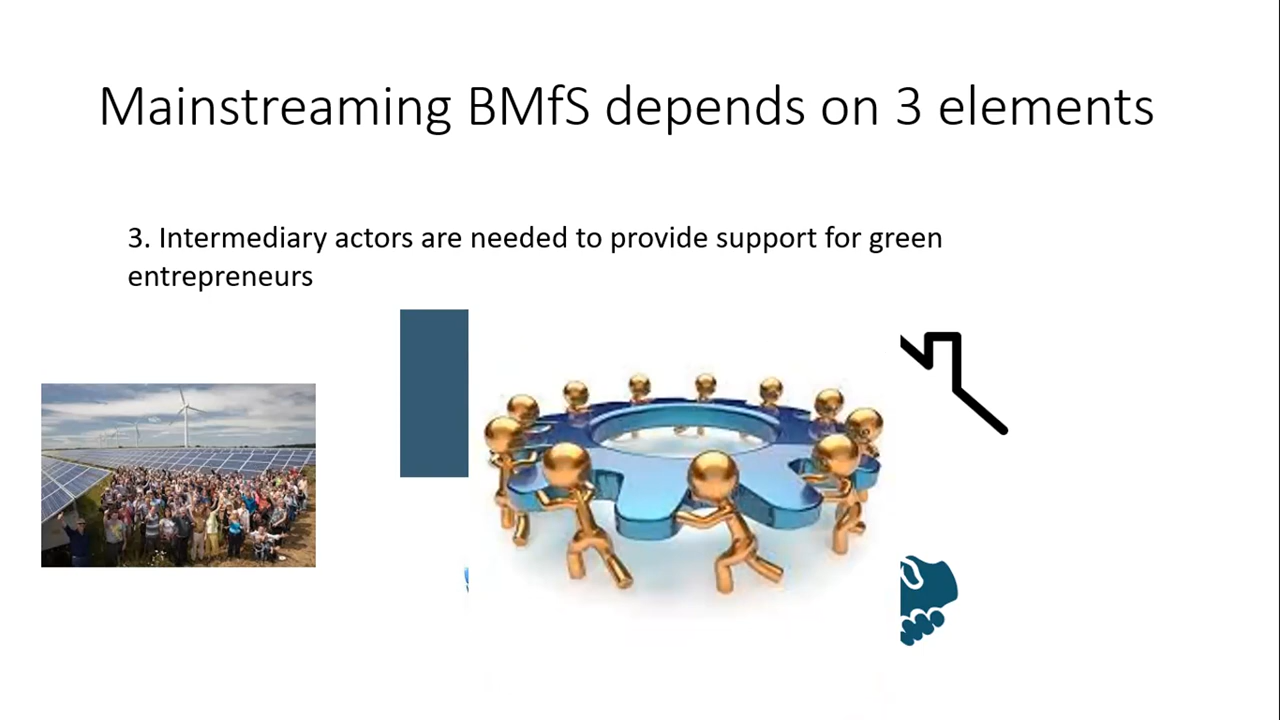 Mainstreaming BMfS depends on 3 elements
3. Intermediary actors are needed to provide support for green
entrepreneurs